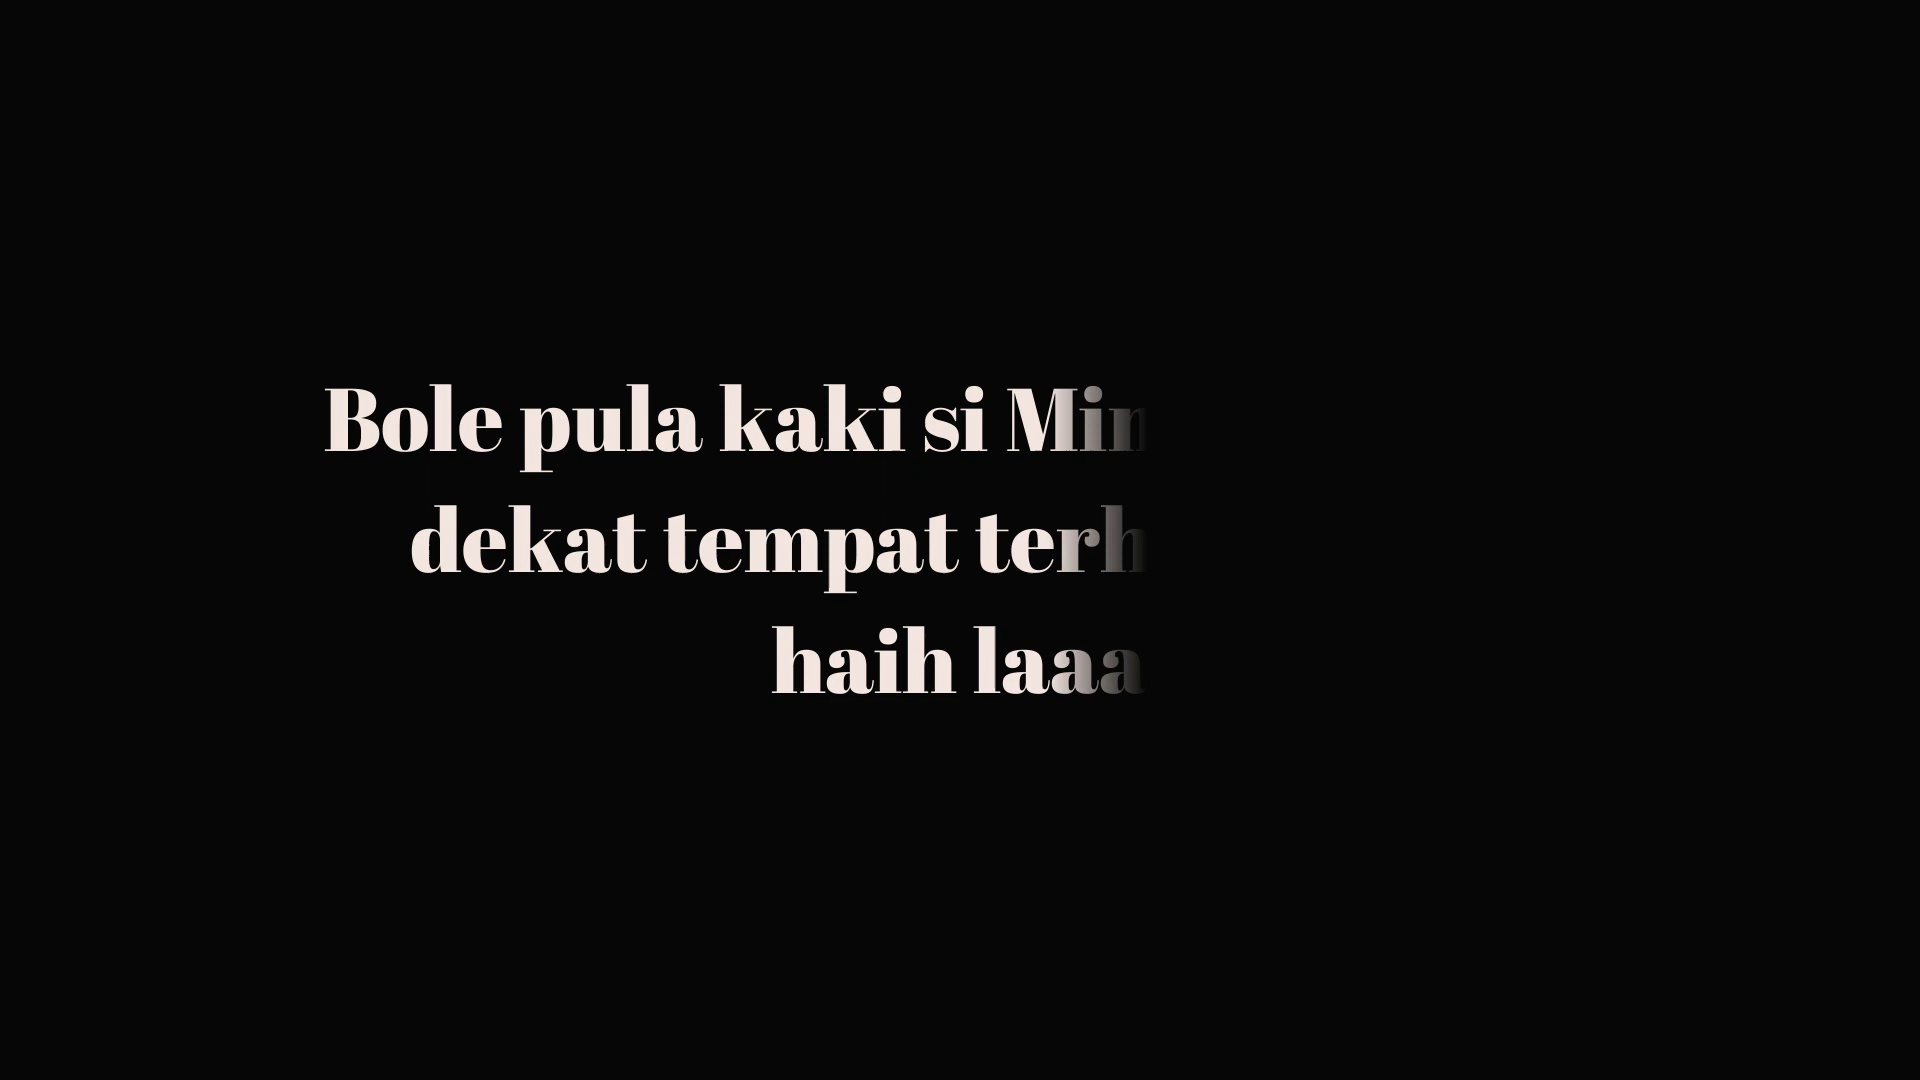 Bole pula kaki si Min
dekat tempat terh
haih laaa